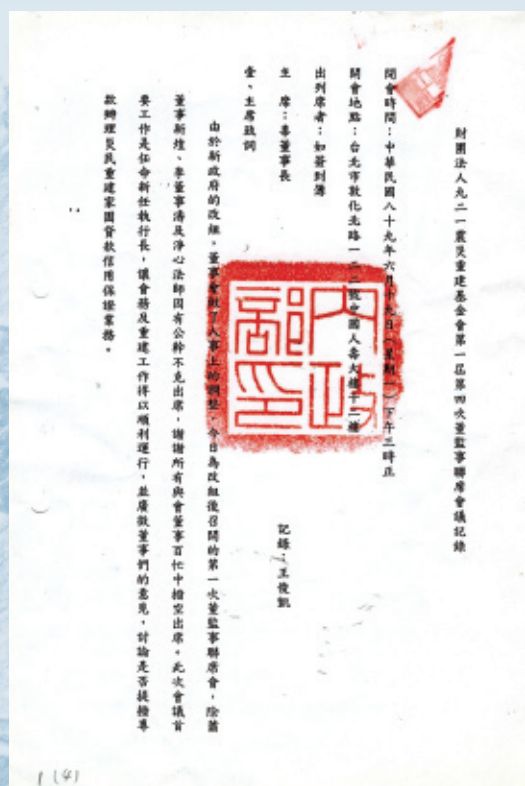 財團法人九二一震災重建基金會第一屆第四次董監事聯席會議記錄
開會時間：中華民國八十九年六月十九日（星期一）下午三時正
開會地點：台北市敦化北路一二二號中國人壽大樓十二樓
出列席者：如簽到簿
主　席：辜董事長
記錄：王俊凱
壹、主席致詞
由於新政府的改組，董事會做了人事上的調整，今日為改組後召開的第一次董監事聯席會，除蕭
董事新煌、李董事濤及淨心法師因有公幹不克出席，謝謝所有與會董事百忙中撥空出席。此次會議首
要工作是任命新任執行長，讓會務及重建工作得以順利運行，並廣徵董事們的意見，討論是否提撥專
款辦理災民重建家園貸款信用保證業務。
內政部印
1 (4)